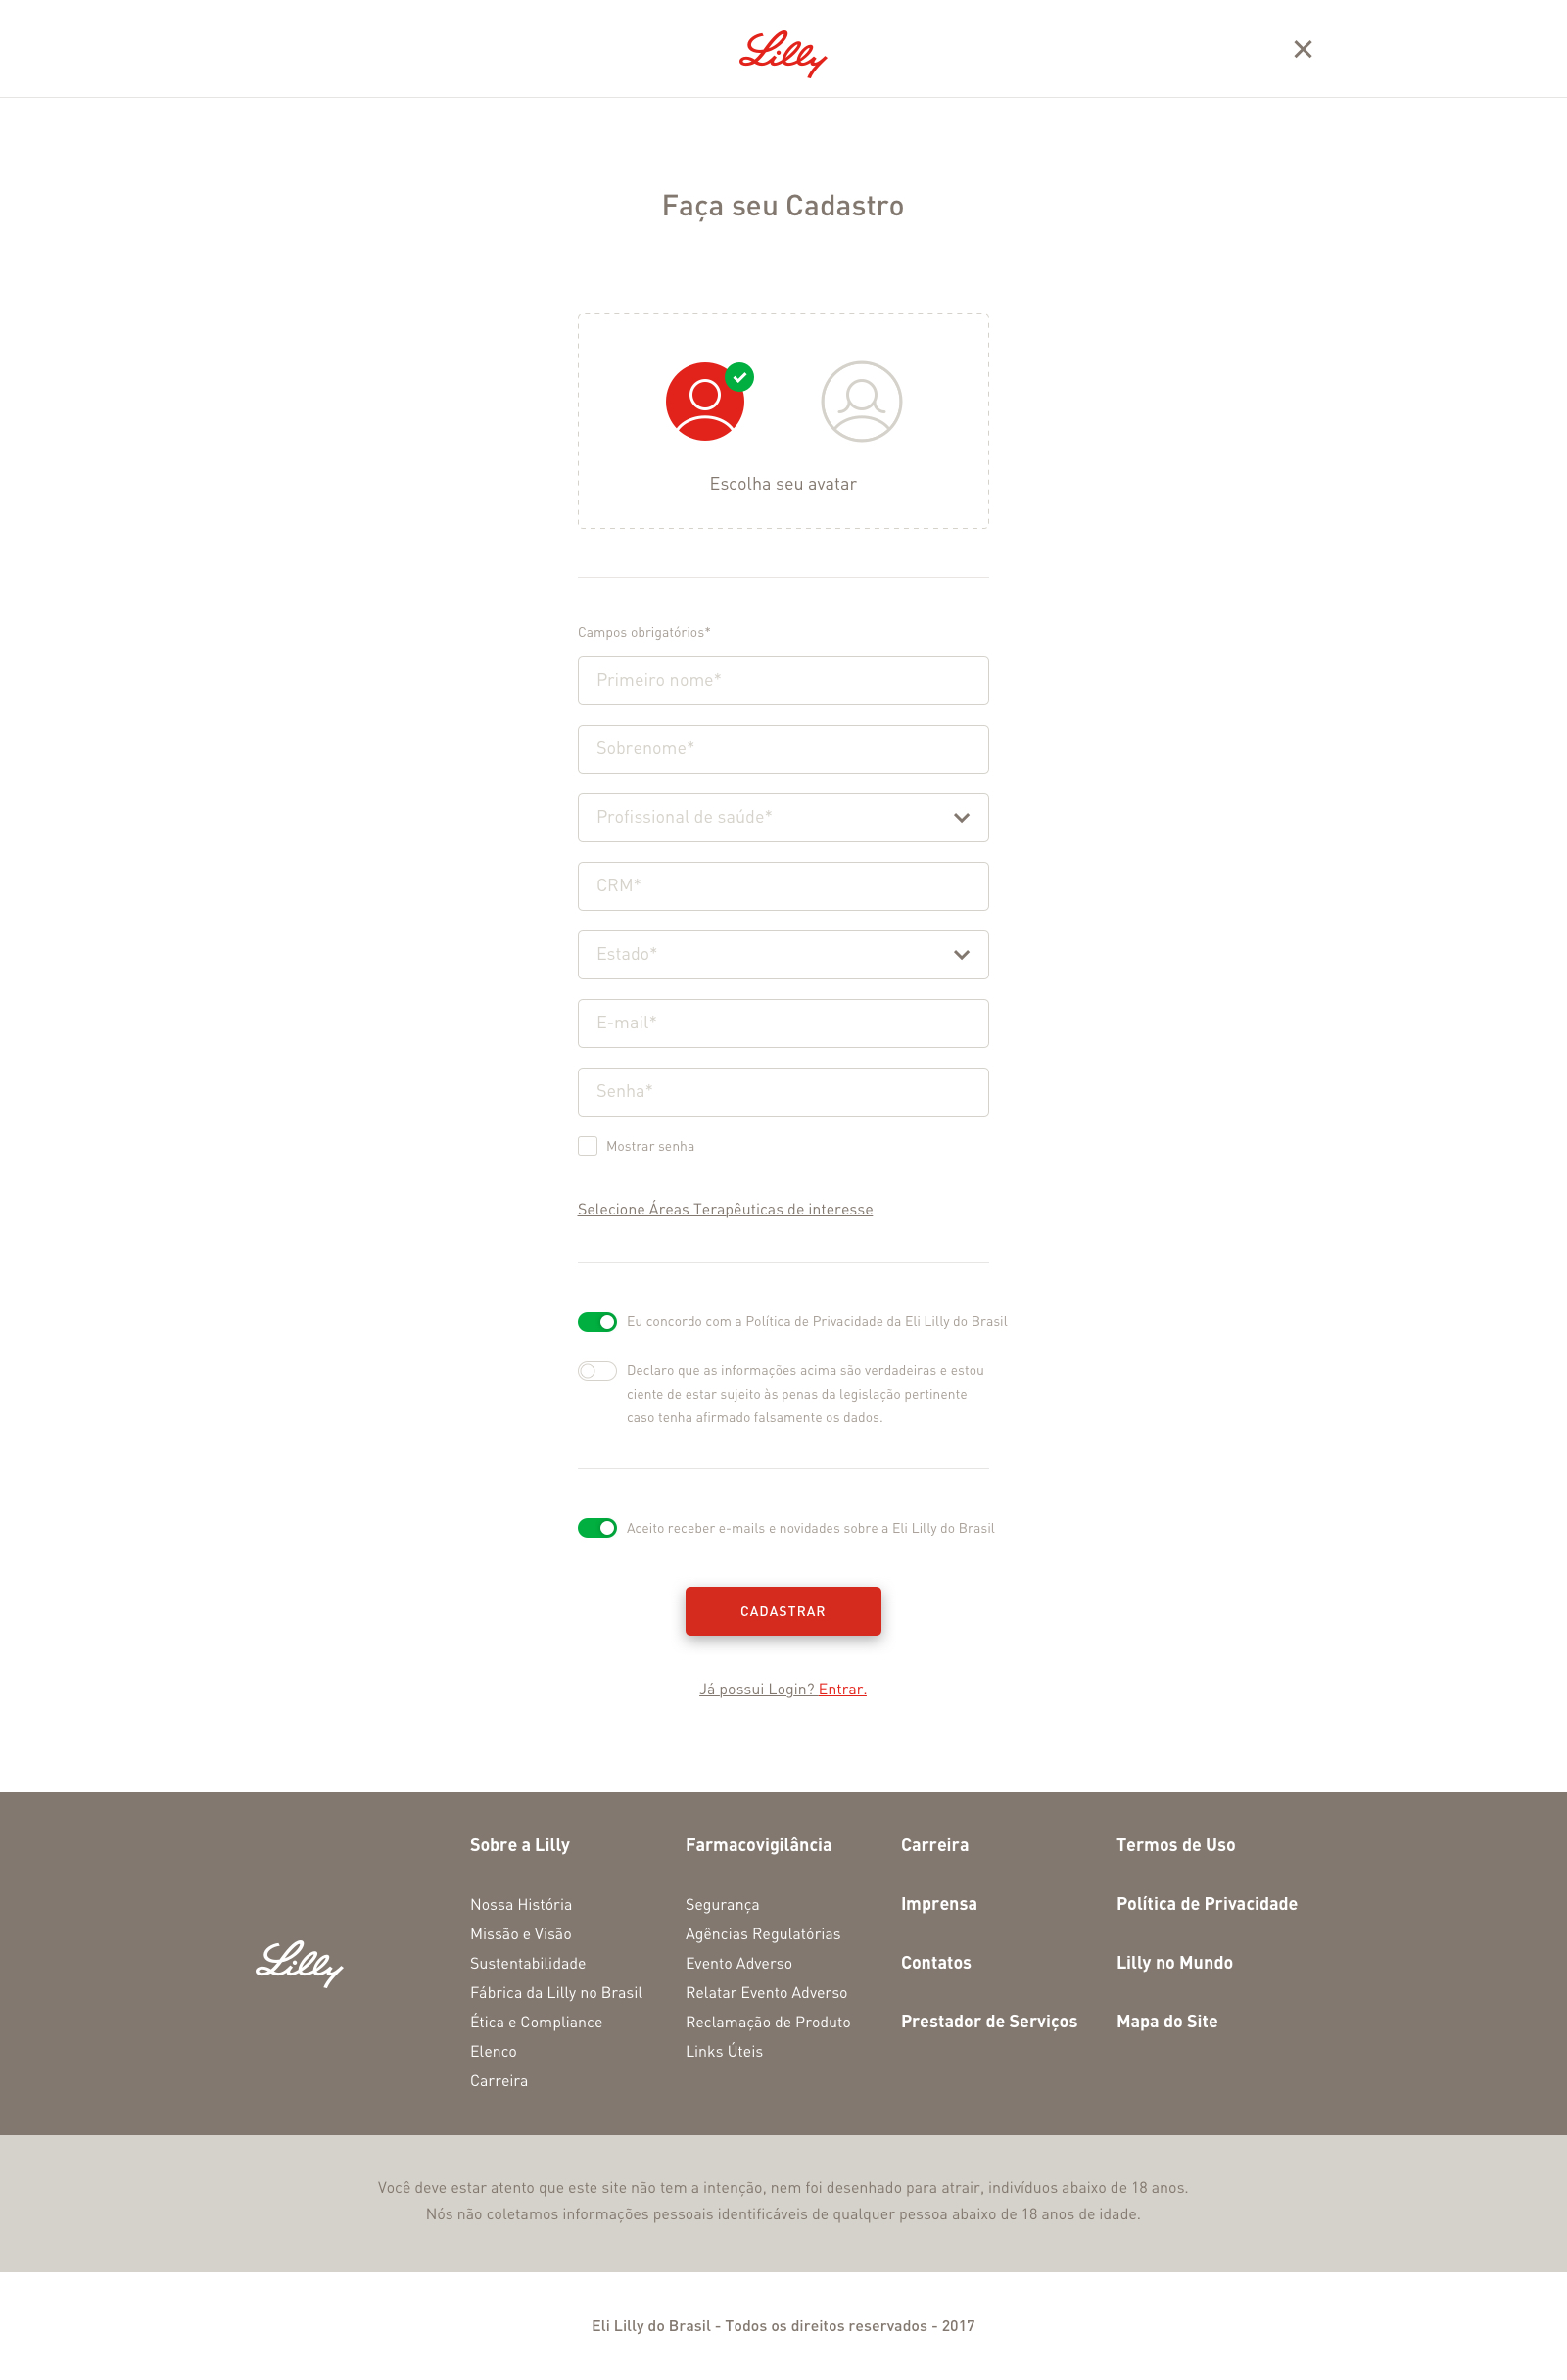 Lilly
Faça seu Cadastro
Escolha seu avatar
Campos obrigatórios*
Primeiro nome*
Sobrenome*
Profissional de saúde*
CRM*
Estado*
E-mail*
Senha*
Mostrar senha
Selecione Áreas Terapêuticas de interesse
Eu concordo com a Política de Privacidade da Eli Lilly do Brasil
Declaro que as informações acima são verdadeiras e estou
ciente de estar sujeito às penas da legislação pertinente
caso tenha afirmado falsamente os dados.
Aceito receber e-mails e novidades sobre a Eli Lilly do Brasil
CADASTRAR
Já possui Login? Entrar.
Lilly
Sobre a Lilly
Nossa História
Missão e Visão
Sustentabilidade
Fábrica da Lilly no Brasil
Ética e Compliance
Elenco
Carreira
Farmacovigilância
Segurança
Agências Regulatórias
Evento Adverso
Relatar Evento Adverso
Reclamação de Produto
Links Úteis
Carreira
Imprensa
Contatos
Prestador de Serviços
Termos de Uso
Política de Privacidade
Lilly no Mundo
Mapa do Site
Você deve estar atento que este site não tem a intenção, nem foi desenhado para atrair, indivíduos abaixo de 18 anos.
Nós não coletamos informações pessoais identificáveis de qualquer pessoa abaixo de 18 anos de idade.
Eli Lilly do Brasil - Todos os direitos reservados - 2017